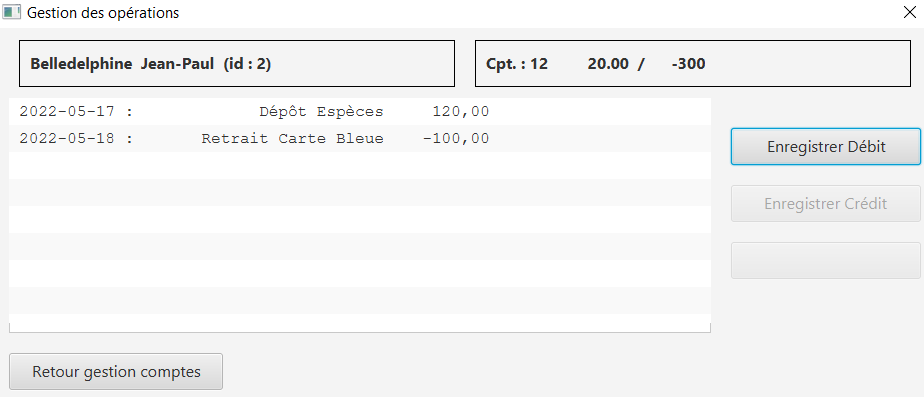 Gestion des opérations
Belledelphine Jean-Paul (id : 2)
Cpt. : 12 20.00 / -300
2022-05-17 : Dépôt Espèces 120,00
2022-05-18 : Retrait Carte Bleue -100,00
Enregistrer Débit
Enregistrer Crédit
Retour gestion comptes